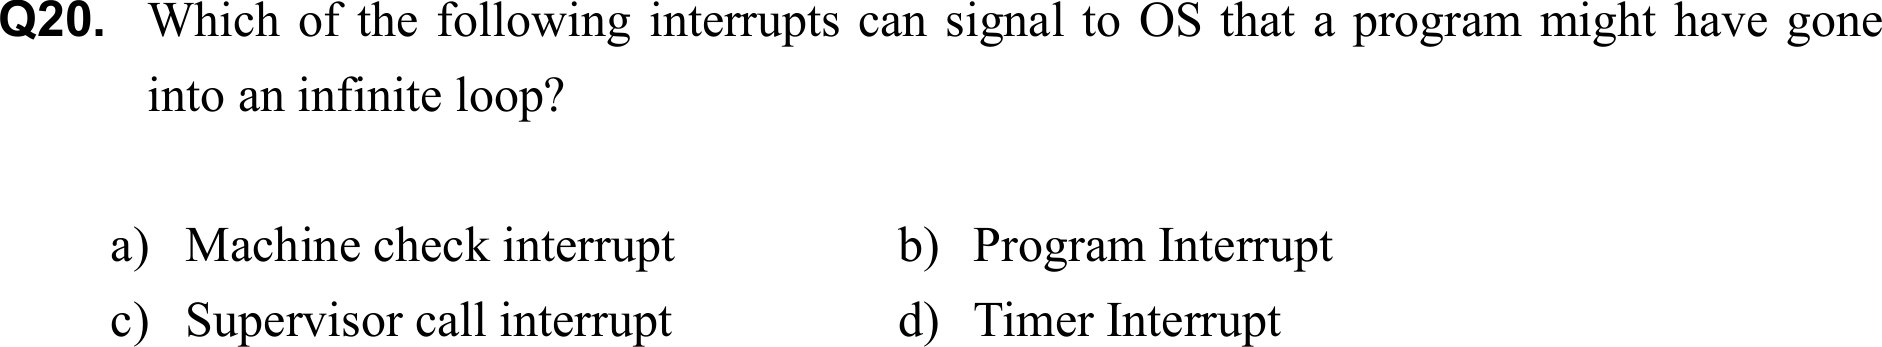 Q20. Which of the following interrupts can signal to OS that a program might have gone
into an infinite loop?
a) Machine check interrupt b) Program Interrupt
c) Supervisor call interrupt d) Timer Interrupt